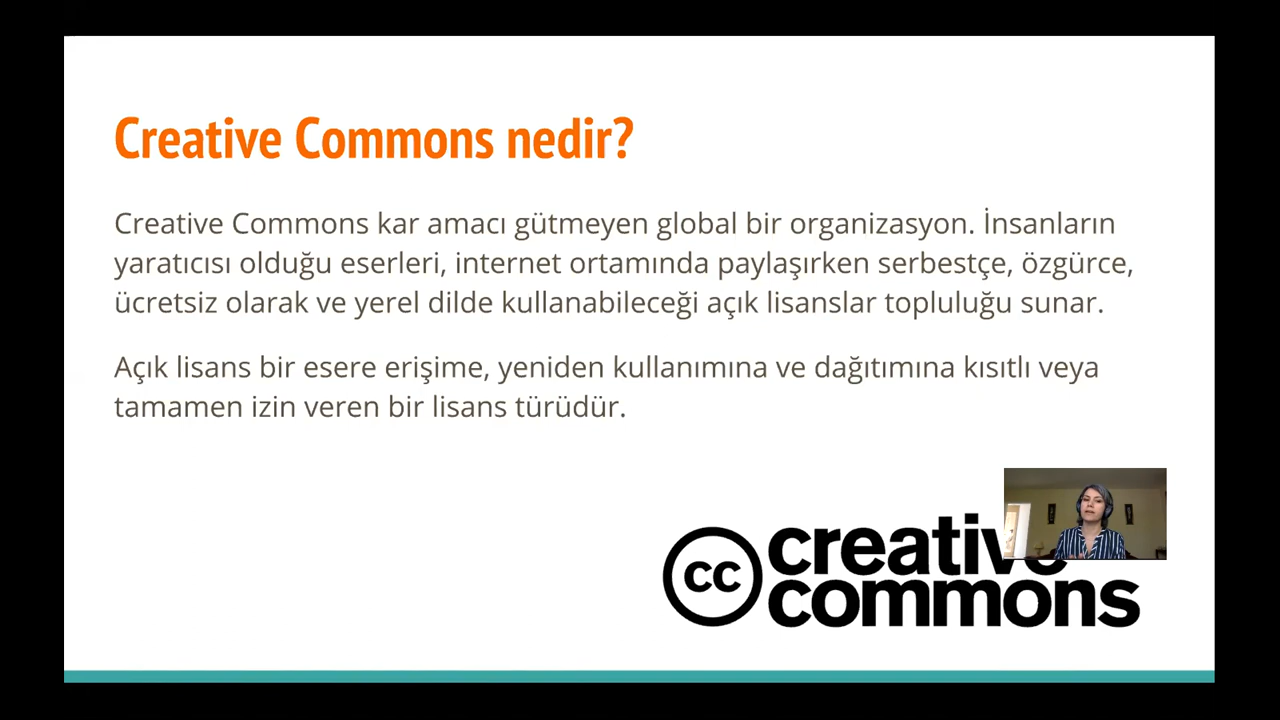 Creative Commons nedir?
Creative Commons kar amacı gütmeyen global bir organizasyon. İnsanların
yaratıcısı olduğu eserleri, internet ortamında paylaşırken serbestçe, özgürce,
ücretsiz olarak ve yerel dilde kullanabileceği açık lisanslar topluluğu sunar.
Açık lisans bir esere erişime, yeniden kullanımına ve dağıtımına kısıtlı veya
tamamen izin veren bir lisans türüdür.
cc creative
commons